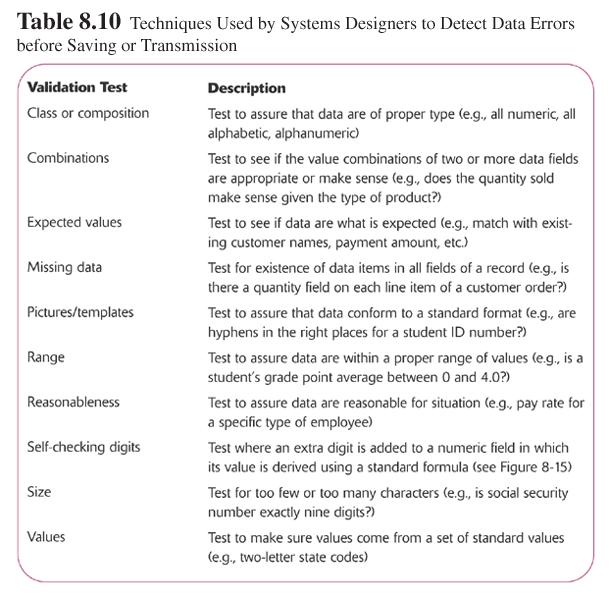 Table 8.10 Techniques Used by Systems Designers to Detect Data Errors
before Saving or Transmission
Validation Test Description
Class or composition Test to assure that data are of proper type (e.g., all numeric, all
alphabetic, alphanumeric)
Combinations Test to see if the value combinations of two or more data fields
are appropriate or make sense (e.g., does the quantity sold
make sense given the type of product?)
Expected values Test to see if data are what is expected (e.g., match with exist-
ing customer names, payment amount, etc.)
Missing data Test for existence of data items in all fields of a record (e.g., is
there a quantity field on each line item of a customer order?)
Pictures/templates Test to assure that data conform to a standard format (e.g., are
hyphens in the right places for a student ID number?)
Range Test to assure data are within a proper range of values (e.g., is a
student's grade point average between 0 and 4.0?)
Reasonableness Test to assure data are reasonable for situation (e.g., pay rate for
a specific type of employee)
Self-checking digits Test where an extra digit is added to a numeric field in which
its value is derived using a standard formula (see Figure 8-15)
Size Test for too few or too many characters (e.g., is social security
number exactly nine digits?)
Values Test to make sure values come from a set of standard values
(e.g., two-letter state codes)